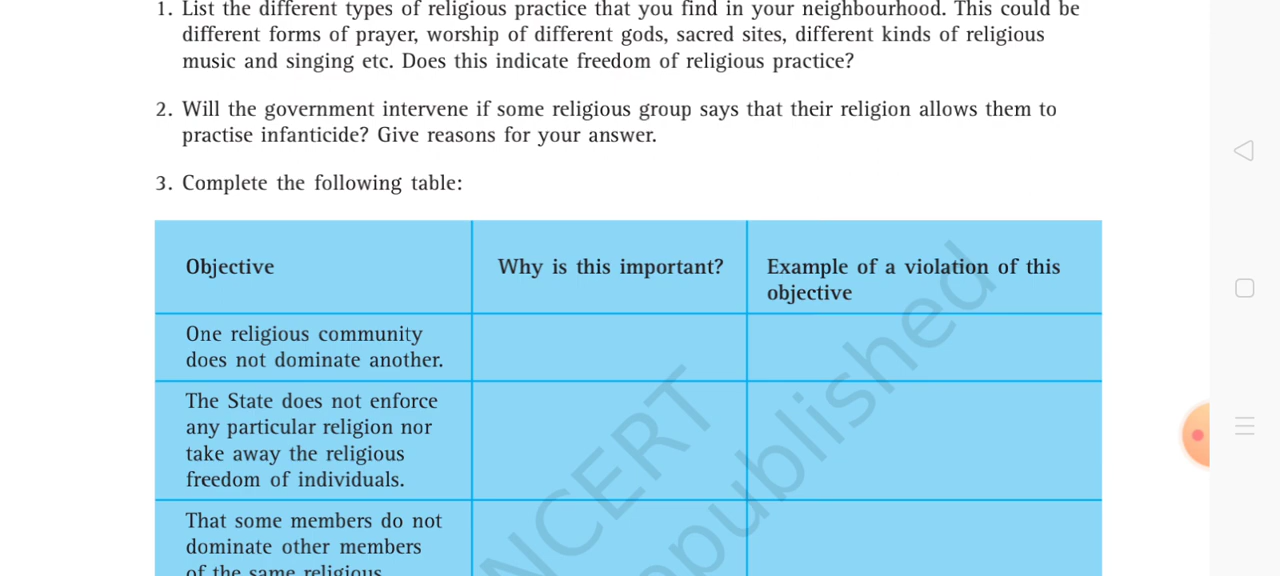 1. List the different types of religious practice that you find in your neighbourhood. This could be
different forms of prayer, worship of different gods, sacred sites, different kinds of religious
music and singing etc. Does this indicate freedom of religious practice?
2. Will the government intervene if some religious group says that their religion allows them to
practise infanticide? Give reasons for your answer.
3. Complete the following table:
Objective
Why is this important?
Example of a violation of this
objective
One religious community
does not dominate another.
The State does not enforce
any particular religion nor
take away the religious
freedom of individuals.
That some members do not
dominate other members
of the same religious
NCERT
published